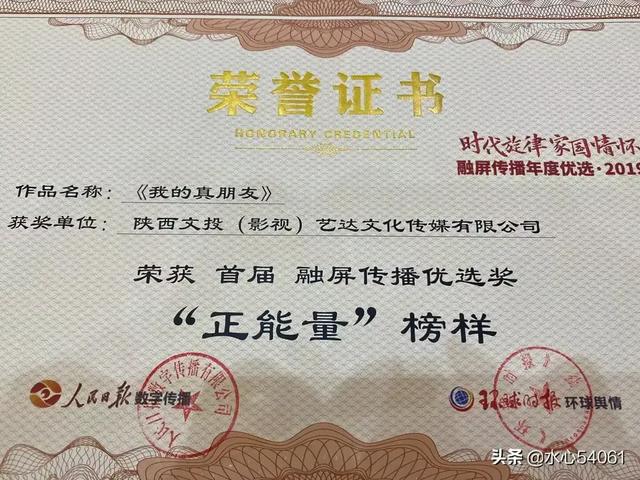 荣誉证书
HONORARY CREDENTIAL
时代旋律家国情怀
融屏传播年度优选·2019
作品名称：《我的真朋友》
获奖单位：陕西文投（影视）艺达文化传媒有限公司
荣获 首届 融屏传播优选奖
“正能量”榜样
人民日报 数字传播
环球时报 环球舆情
头条 @水心54061